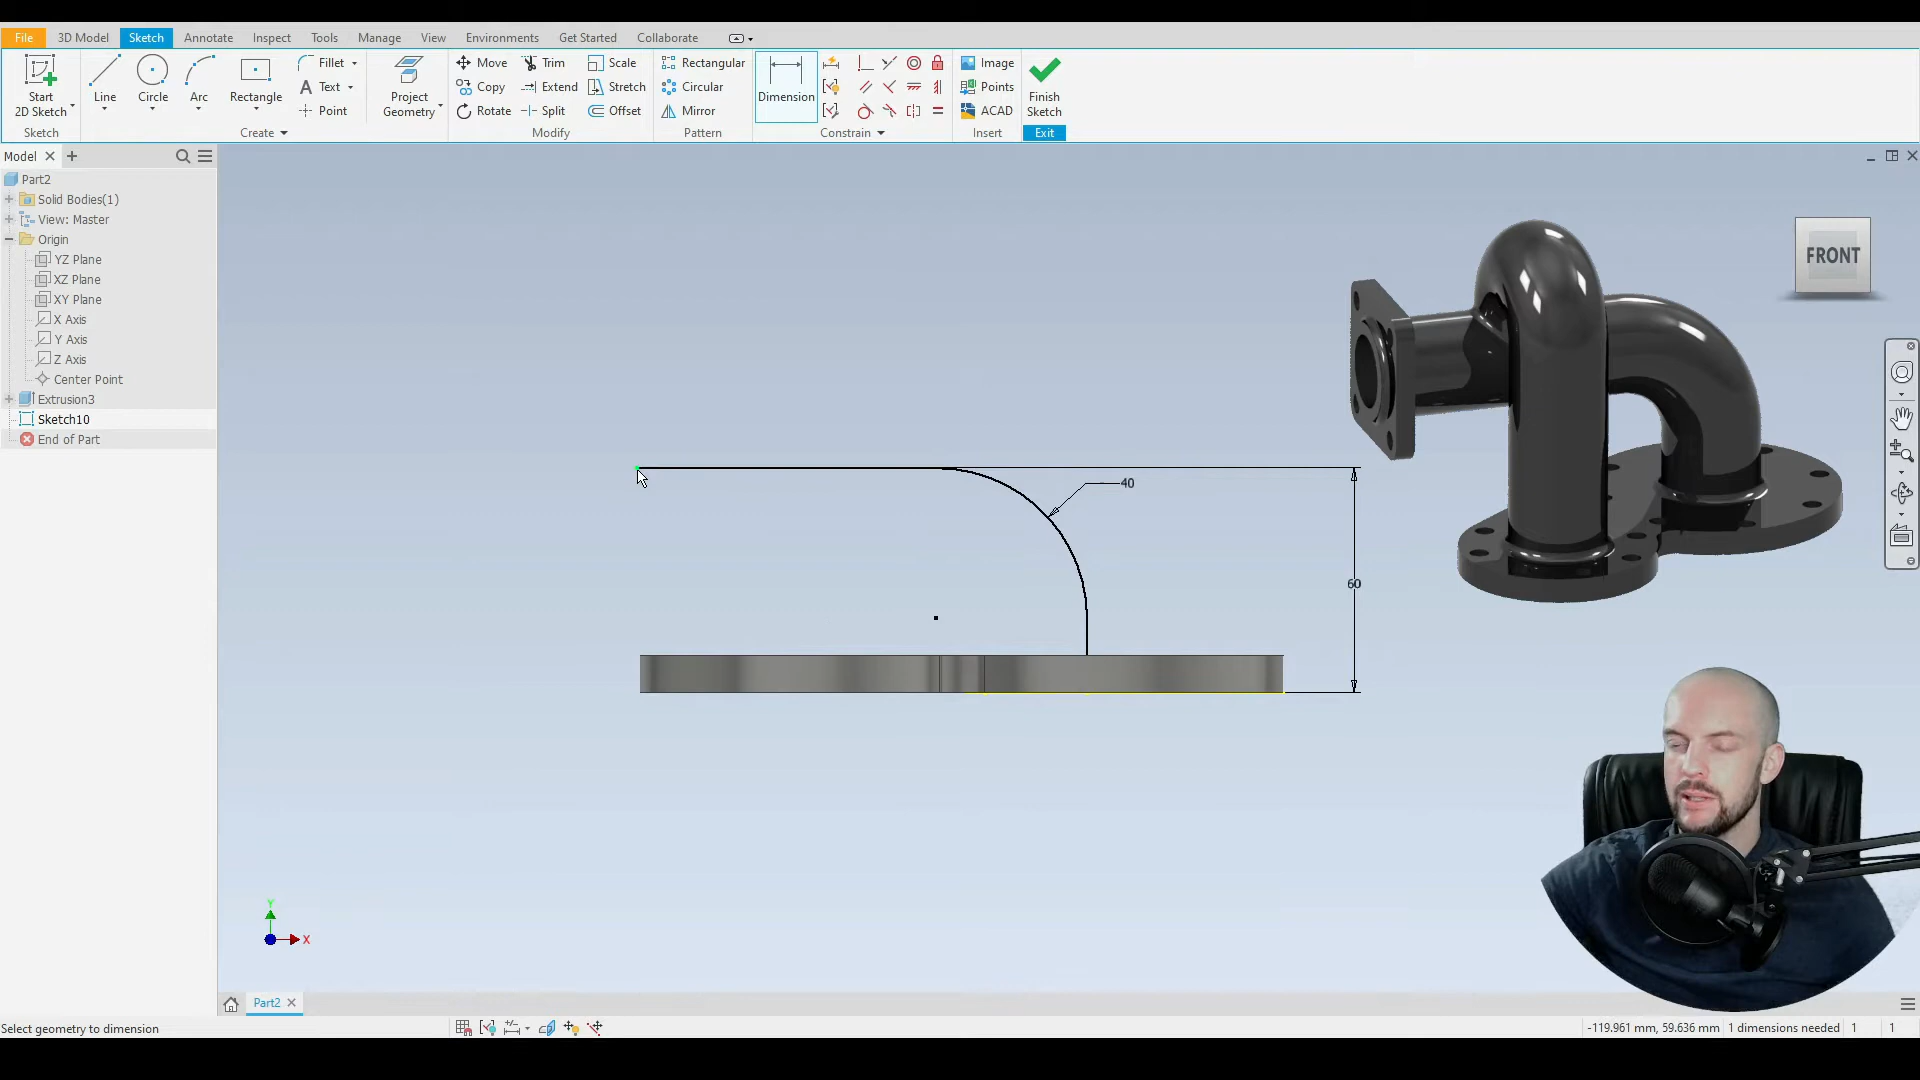 File
3D Model
Sketch
Annotate
Inspect
Tools
Manage
View
Environments
Get Started
Collaborate
Start
2D Sketch
Line
Circle
Arc
Rectangle
Fillet
Text
Point
Project
Geometry
Move
Copy
Rotate
Trim
Extend
Split
Scale
Stretch
Offset
Rectangular
Circular
Mirror
Dimension
Image
Points
ACAD
Finish
Sketch
Sketch
Create
Modify
Pattern
Constrain
Insert
Exit
Model
Part2
Solid Bodies(1)
View: Master
Origin
YZ Plane
XZ Plane
XY Plane
X Axis
Y Axis
Z Axis
Center Point
Extrusion3
Sketch10
End of Part
FRONT
40
60
Y
X
Part2
Select geometry to dimension
-119.961 mm, 59.636 mm
1 dimensions needed
1
1